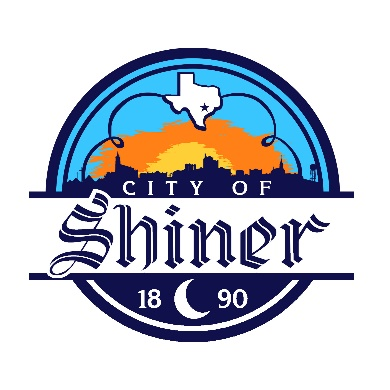 CITY OF
Shiner
18 90